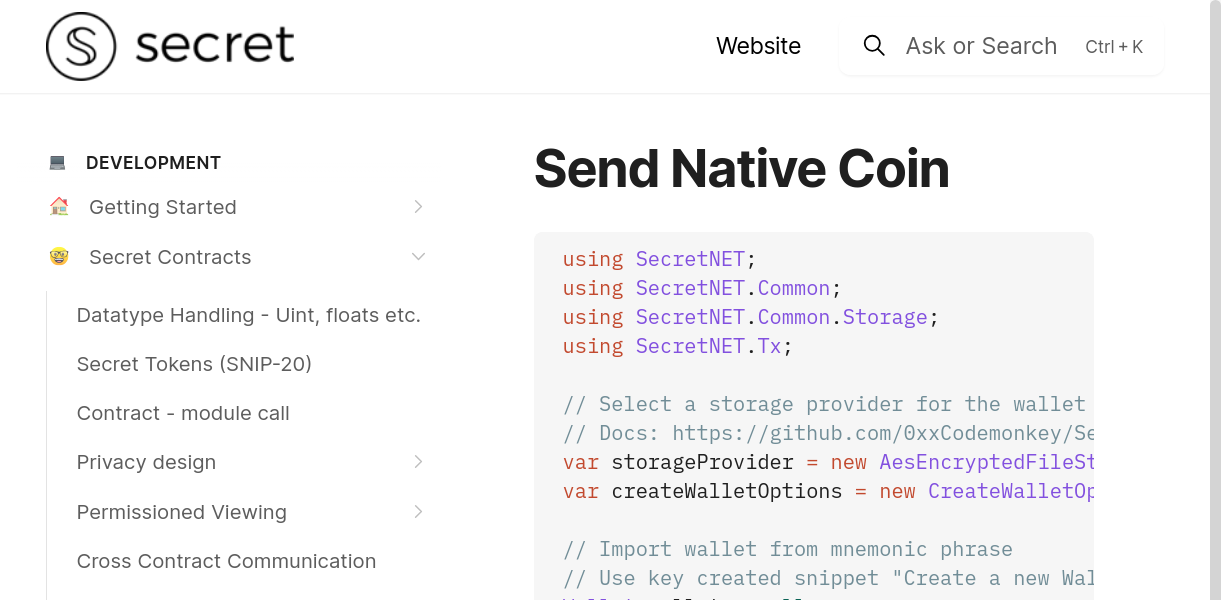 secret
Website
Ask or Search Ctrl + K
DEVELOPMENT
Getting Started
Secret Contracts
Datatype Handling - Uint, floats etc.
Secret Tokens (SNIP-20)
Contract - module call
Privacy design
Permissioned Viewing
Cross Contract Communication
Send Native Coin
using SecretNET;
using SecretNET.Common;
using SecretNET.Common.Storage;
using SecretNET.Tx;
// Select a storage provider for the wallet
// Docs: https://github.com/0xxCodemonkey/Se
var storageProvider = new AesEncryptedFileSt
var createWalletOptions = new CreateWalletOp
// Import wallet from mnemonic phrase
// Use key created snippet "Create a new Wal